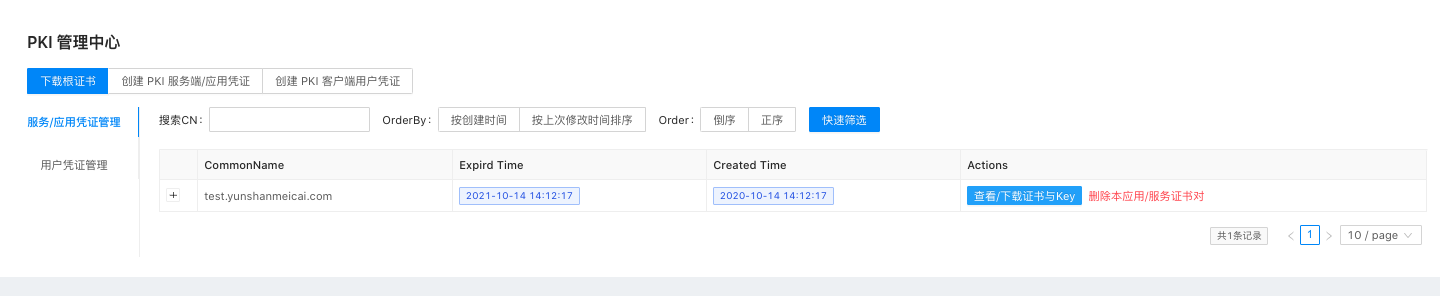 PKI 管理中心
下载根证书 创建 PKI 服务端/应用凭证 创建 PKI 客户端用户凭证
服务/应用凭证管理
用户凭证管理
搜索CN: OrderBy: 按创建时间 按上次修改时间排序 Order: 倒序 正序 快速筛选
CommonName Expird Time Created Time Actions
+ test.yunshanmeicai.com 2021-10-14 14:12:17 2020-10-14 14:12:17 查看/下载证书与Key 删除本应用/服务证书对
共1条记录 < 1 > 10 / page